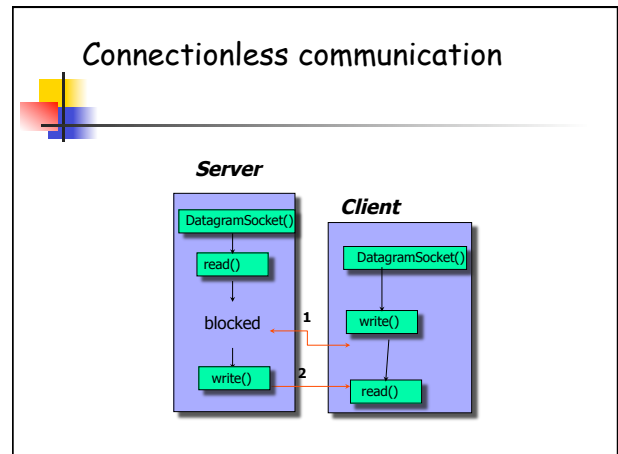 Connectionless communication
Server
DatagramSocket()
read()
blocked
write()
Client
DatagramSocket()
write()
read()
1
2